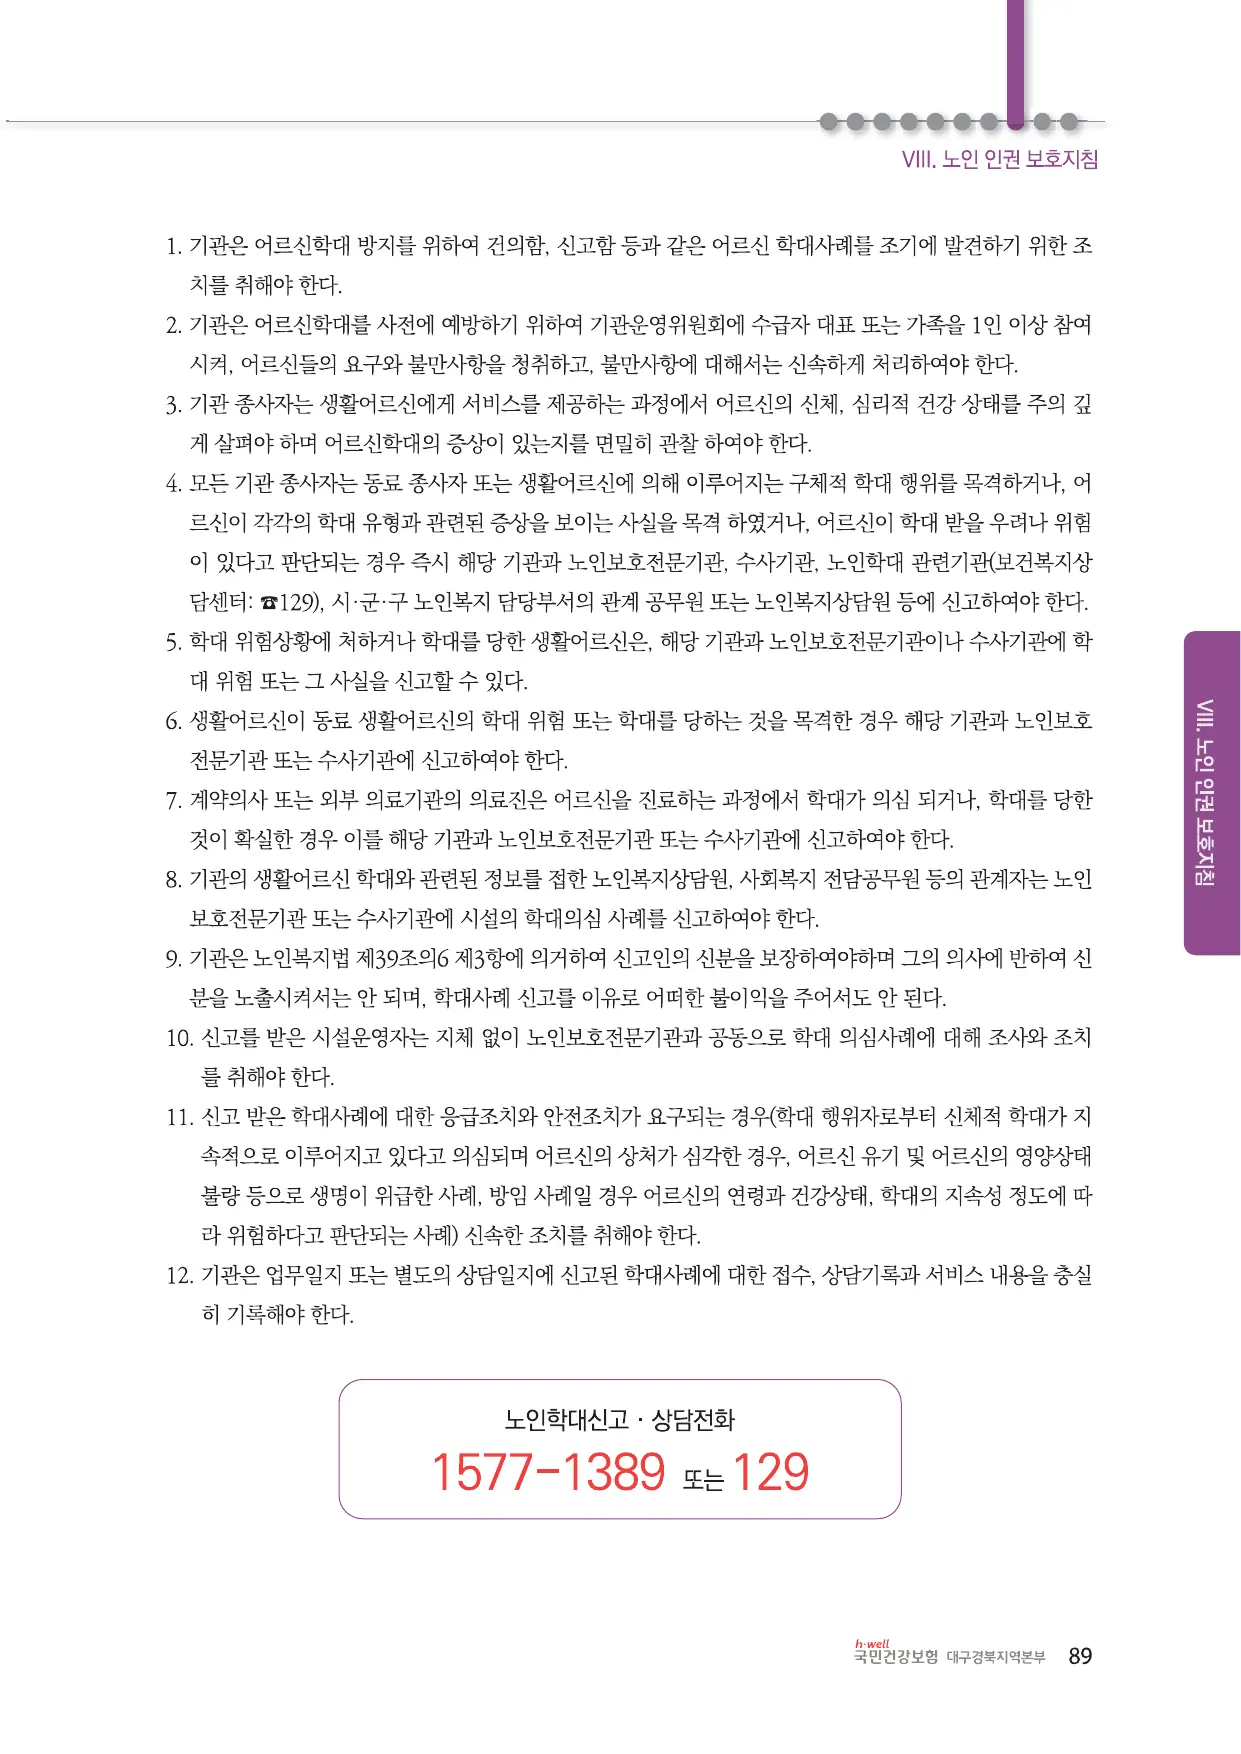 VIII. 노인 인권 보호지침
1. 기관은 어르신학대 방지를 위하여 건의함, 신고함 등과 같은 어르신 학대사례를 조기에 발견하기 위한 조
치를 취해야 한다.
2. 기관은 어르신학대를 사전에 예방하기 위하여 기관운영위원회에 수급자 대표 또는 가족을 1인 이상 참여
시켜, 어르신들의 요구와 불만사항을 청취하고, 불만사항에 대해서는 신속하게 처리하여야 한다.
3. 기관 종사자는 생활어르신에게 서비스를 제공하는 과정에서 어르신의 신체, 심리적 건강 상태를 주의 깊
게 살펴야 하며 어르신학대의 증상이 있는지를 면밀히 관찰 하여야 한다.
4. 모든 기관 종사자는 동료 종사자 또는 생활어르신에 의해 이루어지는 구체적 학대 행위를 목격하거나, 어
르신이 각각의 학대 유형과 관련된 증상을 보이는 사실을 목격 하였거나, 어르신이 학대 받을 우려나 위험
이 있다고 판단되는 경우 즉시 해당 기관과 노인보호전문기관, 수사기관, 노인학대 관련기관(보건복지상
담센터: ☎129), 시·군·구 노인복지 담당부서의 관계 공무원 또는 노인복지상담원 등에 신고하여야 한다.
5. 학대 위험상황에 처하거나 학대를 당한 생활어르신은, 해당 기관과 노인보호전문기관이나 수사기관에 학
대 위험 또는 그 사실을 신고할 수 있다.
6. 생활어르신이 동료 생활어르신의 학대 위험 또는 학대를 당하는 것을 목격한 경우 해당 기관과 노인보호
전문기관 또는 수사기관에 신고하여야 한다.
7. 계약의사 또는 외부 의료기관의 의료진은 어르신을 진료하는 과정에서 학대가 의심 되거나, 학대를 당한
것이 확실한 경우 이를 해당 기관과 노인보호전문기관 또는 수사기관에 신고하여야 한다.
8. 기관의 생활어르신 학대와 관련된 정보를 접한 노인복지상담원, 사회복지 전담공무원 등의 관계자는 노인
보호전문기관 또는 수사기관에 시설의 학대의심 사례를 신고하여야 한다.
9. 기관은 노인복지법 제39조의6 제3항에 의거하여 신고인의 신분을 보장하여야하며 그의 의사에 반하여 신
분을 노출시켜서는 안 되며, 학대사례 신고를 이유로 어떠한 불이익을 주어서도 안 된다.
10. 신고를 받은 시설운영자는 지체 없이 노인보호전문기관과 공동으로 학대 의심사례에 대해 조사와 조치
를 취해야 한다.
11. 신고 받은 학대사례에 대한 응급조치와 안전조치가 요구되는 경우(학대 행위자로부터 신체적 학대가 지
속적으로 이루어지고 있다고 의심되며 어르신의 상처가 심각한 경우, 어르신 유기 및 어르신의 영양상태
불량 등으로 생명이 위급한 사례, 방임 사례일 경우 어르신의 연령과 건강상태, 학대의 지속성 정도에 따
라 위험하다고 판단되는 사례) 신속한 조치를 취해야 한다.
12. 기관은 업무일지 또는 별도의 상담일지에 신고된 학대사례에 대한 접수, 상담기록과 서비스 내용을 충실
히 기록해야 한다.
VIII. 노인 인권 보호지침
노인학대신고 · 상담전화
1577-1389 또는 129
h·well
국민건강보험 대구경북지역본부 89